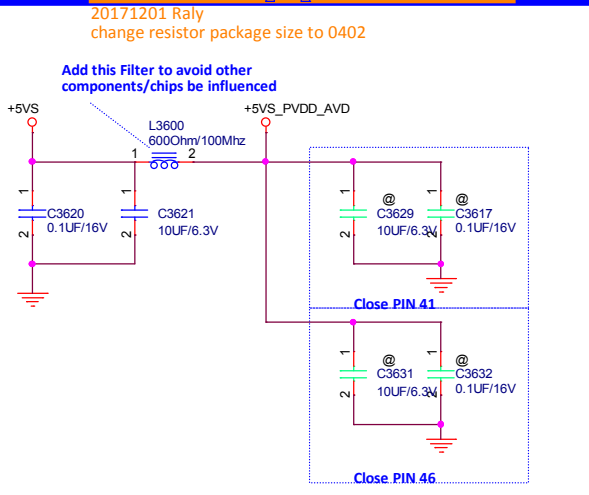 20171201 Raly
change resistor package size to 0402
Add this Filter to avoid other
components/chips be influenced
+5VS
+5VS_PVDD_AVD
L3600
600Ohm/100Mhz
1 2
1
C3620
0.1UF/16V
2
1
C3621
10UF/6.3V
2
1
@
C3629
10UF/6.3V
2
1
@
C3617
0.1UF/16V
2
Close PIN 41
1
@
C3631
10UF/6.3V
2
1
@
C3632
0.1UF/16V
2
Close PIN 46